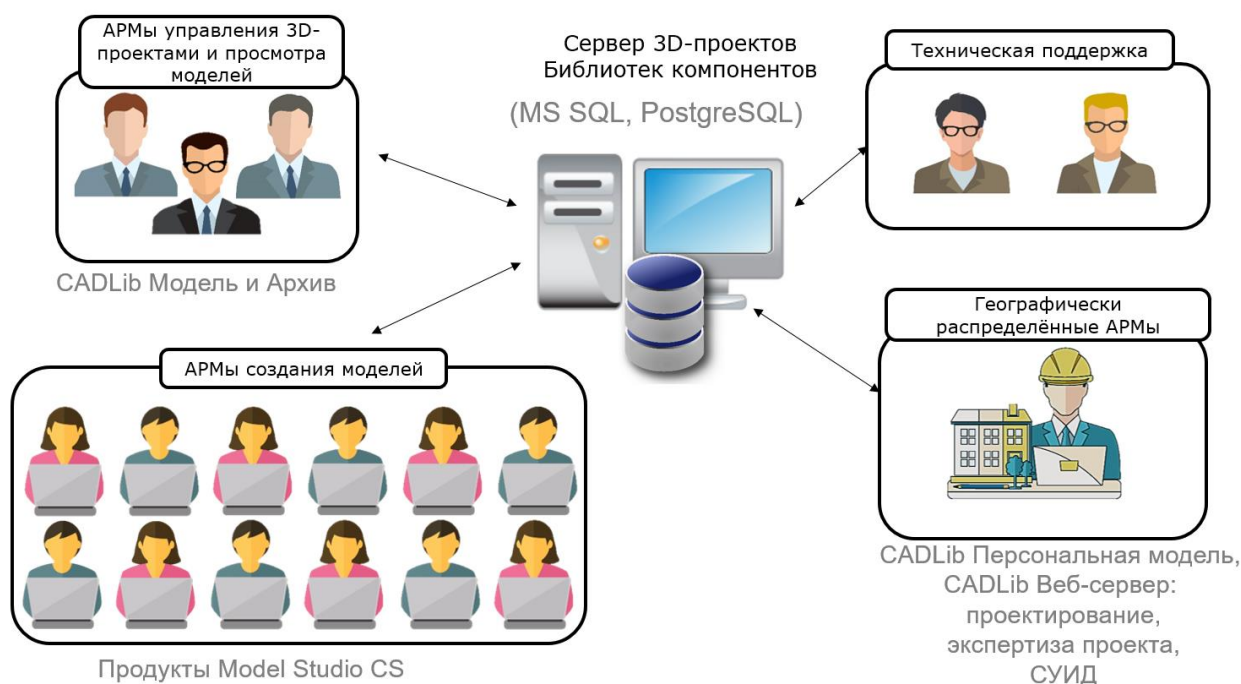 АРМы управления 3D-
проектами и просмотра
моделей
CADLib Модель и Архив
Сервер 3D-проектов
Библиотек компонентов
(MS SQL, PostgreSQL)
Техническая поддержка
АРМы создания моделей
Продукты Model Studio CS
Географически
распределённые АРМы
CADLib Персональная модель,
CADLib Веб-сервер:
проектирование,
экспертиза проекта,
СУИД